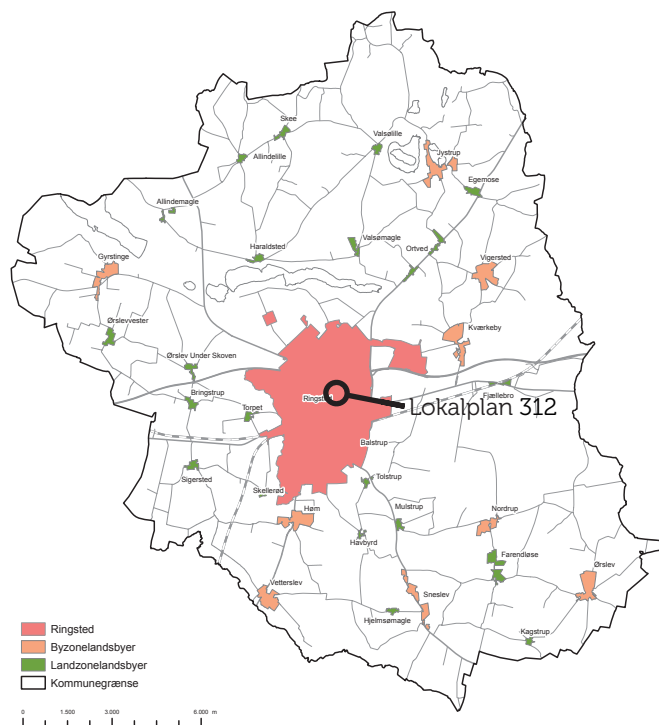 Skee
Valsølille
Jystrup
Allindelille
Egemose
Allindemagle
Haraldsted
Valsømagle
Ortved
Gyrstinge
Vigersted
Ørslevvester
Kværkeby
Ørslev Under Skoven
Bringstrup
Ringsted
Fjællebro
Torpet
Lokalplan 312
Balstrup
Sigersted
Skellerød
Tolstrup
Høm
Mulstrup
Nordrup
Havbyrd
Farendløse
Ørslev
Vetterslev
Sneslev
Hjelmsømagle
Kagstrup
Ringsted
Byzonelandsbyer
Landzonelandsbyer
Kommunegrænse
0 1.500 3.000 6.000 m